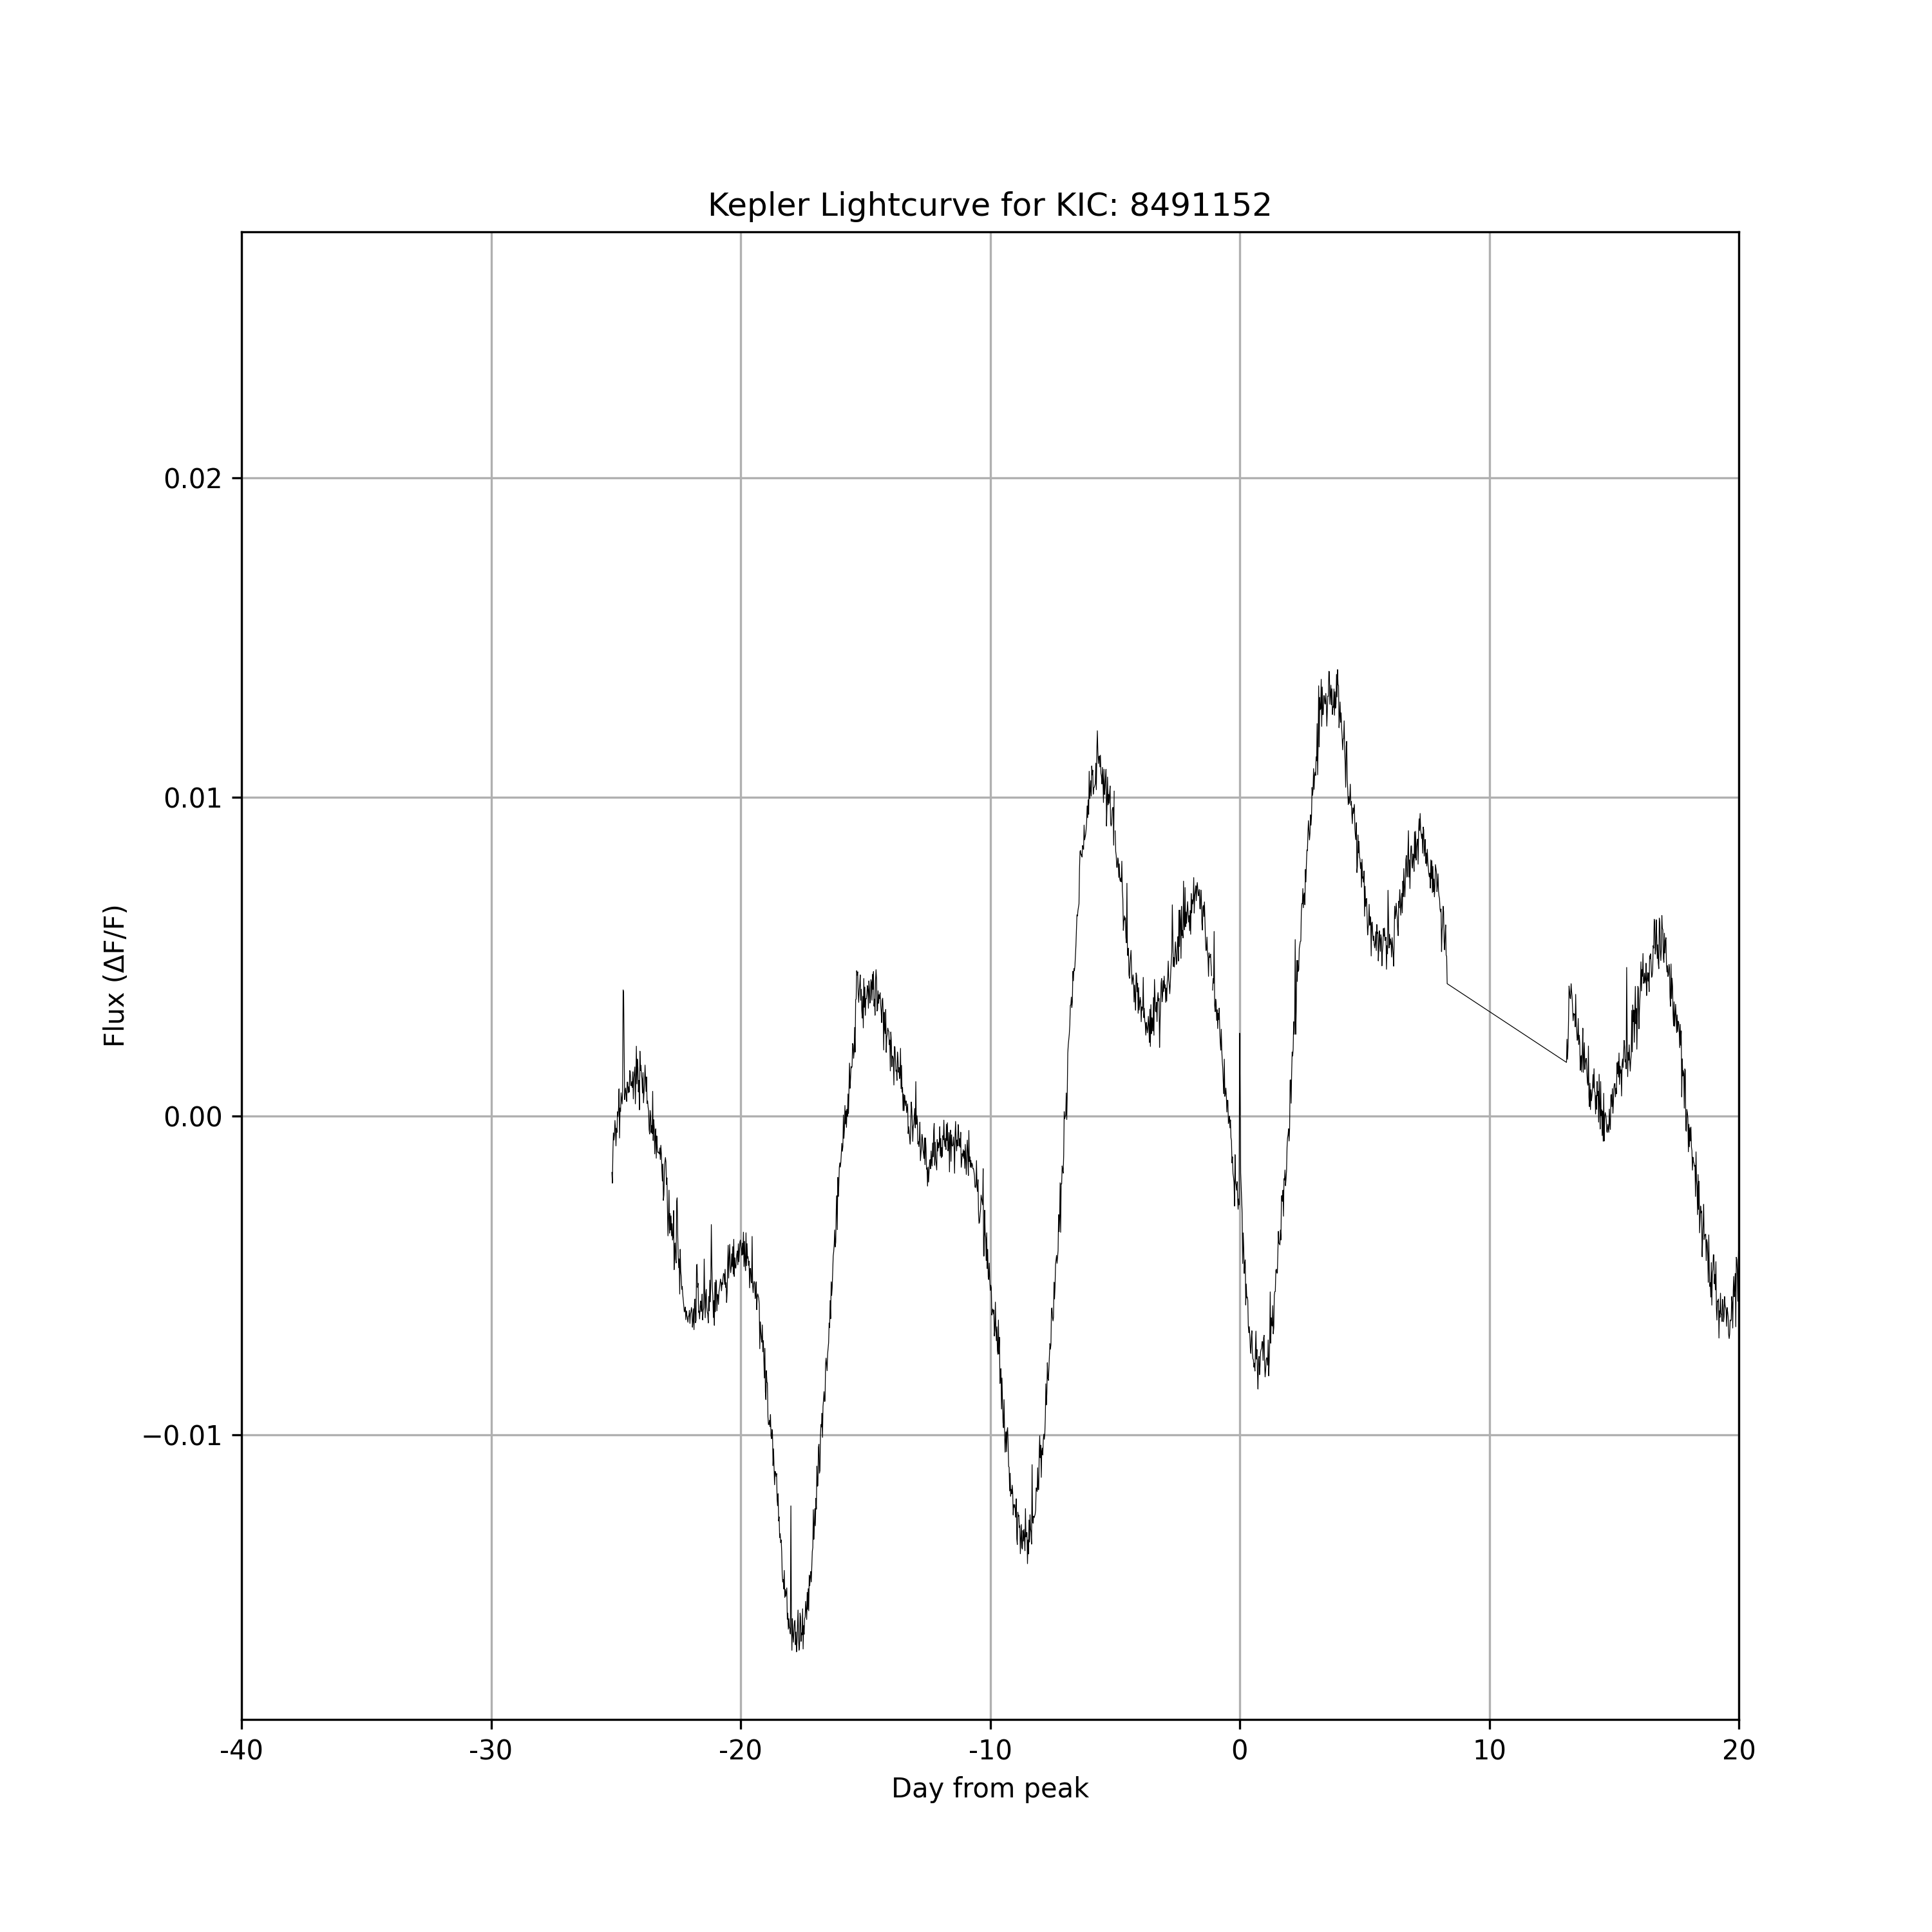 Kepler Lightcurve for KIC: 8491152
0.02
0.01
0.00
−0.01
Flux (ΔF/F)
-40 -30 -20 -10 0 10 20
Day from peak